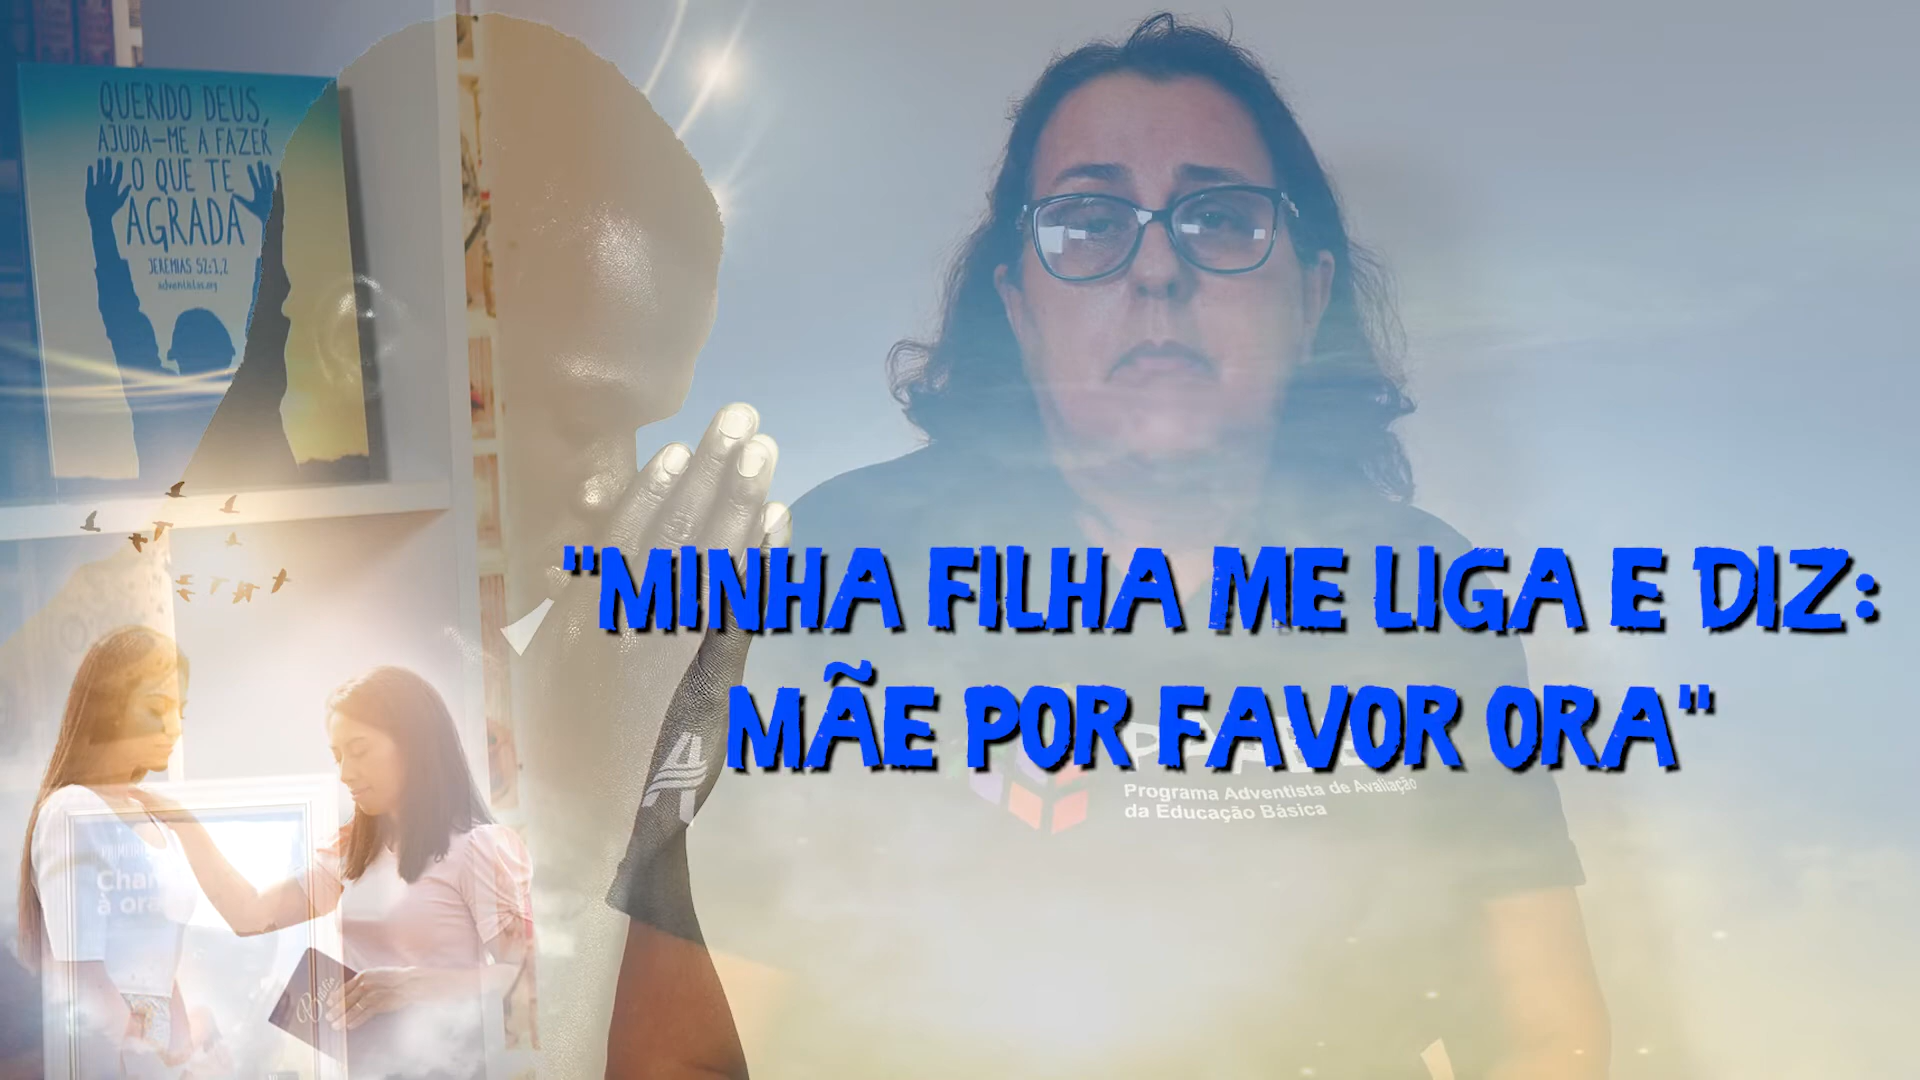 QUERIDO DEUS,
AJUDA-ME A FAZER
O QUE TE
AGRADA
JEREMIAS 52:1,2
adventistas.org
"MINHA FILHA ME LIGA E DIZ:
MÃE POR FAVOR ORA"
Programa Adventista de Avaliação
da Educação Básica
Bíblia